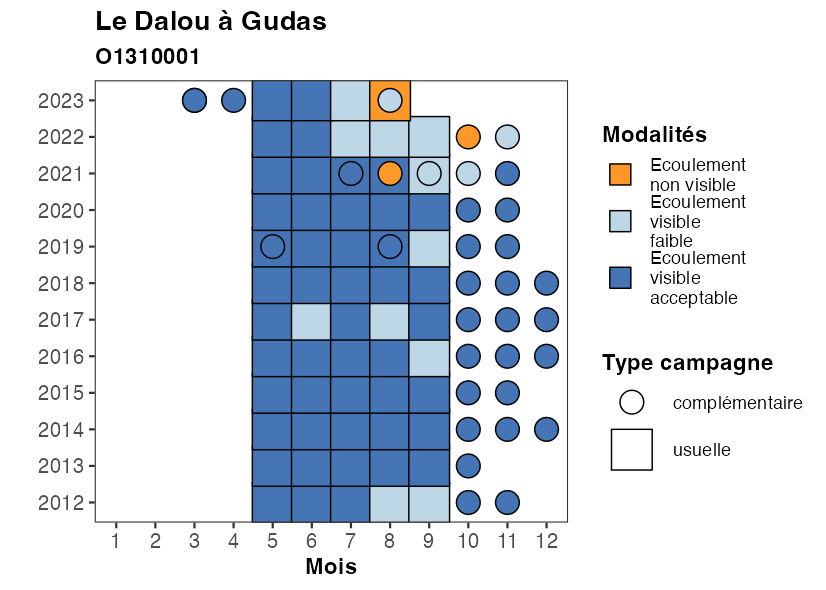 Le Dalou à Gudas
O1310001
2023
2022
2021
2020
2019
2018
2017
2016
2015
2014
2013
2012
1 2 3 4 5 6 7 8 9 10 11 12
Mois
Modalités
Ecoulement
non visible
Ecoulement
visible
faible
Ecoulement
visible
acceptable
Type campagne
complémentaire
usuelle